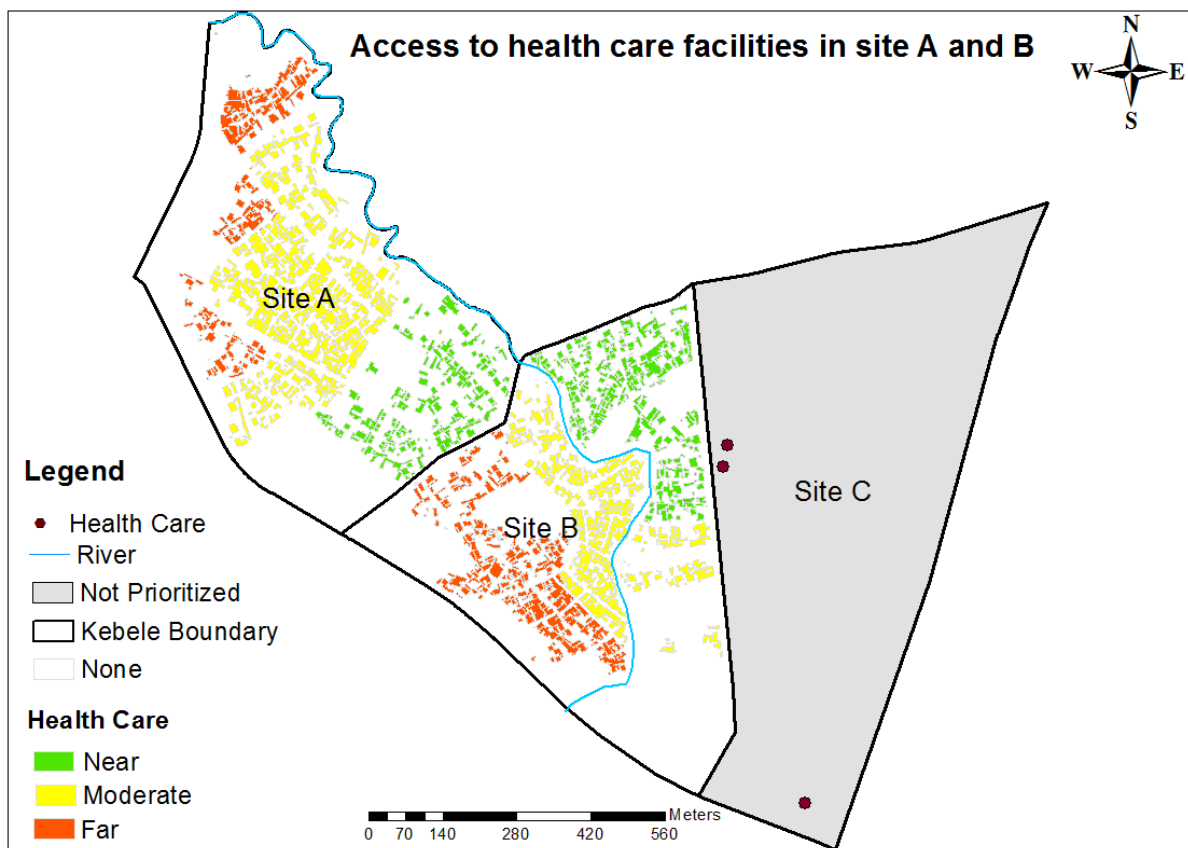 Access to health care facilities in site A and B
N
W E
S
Site A
Site B
Site C
Legend
Health Care
River
Not Prioritized
Kebele Boundary
None
Health Care
Near
Moderate
Far
Meters
0 70 140 280 420 560